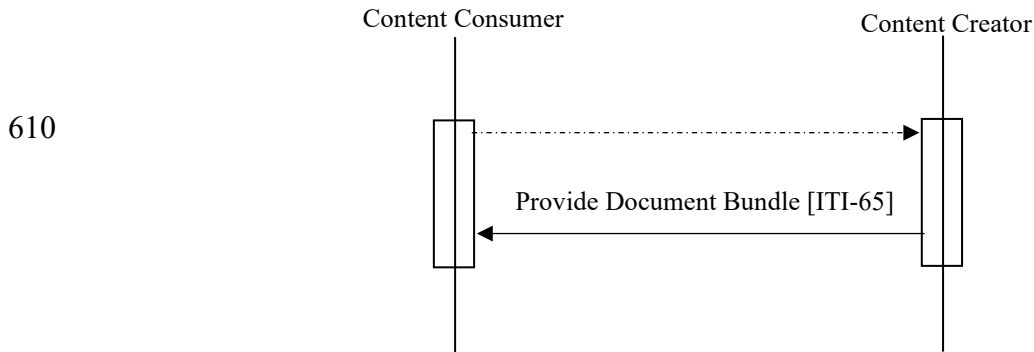 Content Consumer
Content Creator
610
Provide Document Bundle [ITI-65]